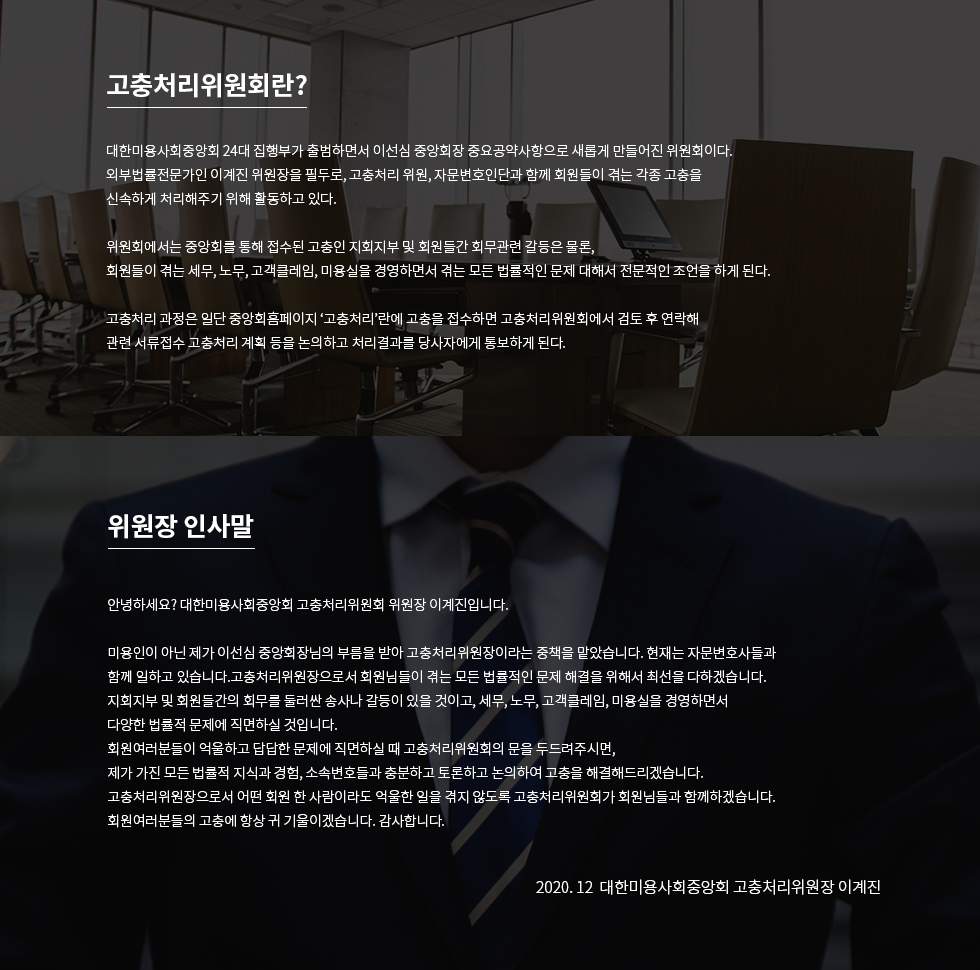 고충처리위원회란?
대한미용사회중앙회 24대 집행부가 출범하면서 이선심 중앙회장 중요공약사항으로 새롭게 만들어진 위원회이다.
외부법률전문가인 이계진 위원장을 필두로, 고충처리 위원, 자문변호인단과 함께 회원들이 겪는 각종 고충을
신속하게 처리해주기 위해 활동하고 있다.
위원회에서는 중앙회를 통해 접수된 고충인 지회지부 및 회원들간 회무관련 갈등은 물론,
회원들이 겪는 세무, 노무, 고객클레임, 미용실을 경영하면서 겪는 모든 법률적인 문제 대해서 전문적인 조언을 하게 된다.
고충처리 과정은 일단 중앙회홈페이지 ‘고충처리’란에 고충을 접수하면 고충처리위원회에서 검토 후 연락해
관련 서류접수 고충처리 계획 등을 논의하고 처리결과를 당사자에게 통보하게 된다.
위원장 인사말
안녕하세요? 대한미용사회중앙회 고충처리위원회 위원장 이계진입니다.
미용인이 아닌 제가 이선심 중앙회장님의 부름을 받아 고충처리위원장이라는 중책을 맡았습니다. 현재는 자문변호사들과
함께 일하고 있습니다.고충처리위원장으로서 회원님들이 겪는 모든 법률적인 문제 해결을 위해서 최선을 다하겠습니다.
지회지부 및 회원들간의 회무를 둘러싼 송사나 갈등이 있을 것이고, 세무, 노무, 고객클레임, 미용실을 경영하면서
다양한 법률적 문제에 직면하실 것입니다.
회원여러분들이 억울하고 답답한 문제에 직면하실 때 고충처리위원회의 문을 두드려주시면,
제가 가진 모든 법률적 지식과 경험, 소속변호들과 충분하고 토론하고 논의하여 고충을 해결해드리겠습니다.
고충처리위원장으로서 어떤 회원 한 사람이라도 억울한 일을 겪지 않도록 고충처리위원회가 회원님들과 함께하겠습니다.
회원여러분들의 고충에 항상 귀 기울이겠습니다. 감사합니다.
2020. 12 대한미용사회중앙회 고충처리위원장 이계진